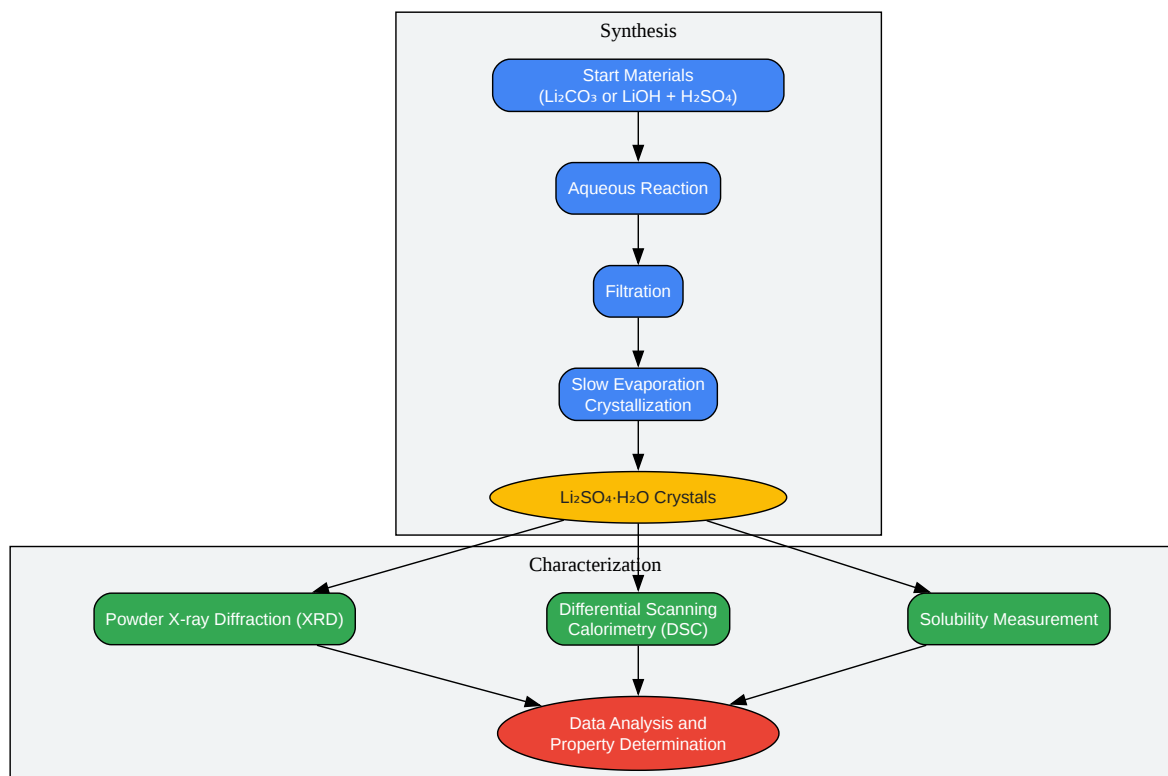 Synthesis
Start Materials
(Li₂CO₃ or LiOH + H₂SO₄)
Aqueous Reaction
Filtration
Slow Evaporation
Crystallization
Li₂SO₄·H₂O Crystals
Characterization
Powder X-ray Diffraction (XRD)
Differential Scanning
Calorimetry (DSC)
Solubility Measurement
Data Analysis and
Property Determination